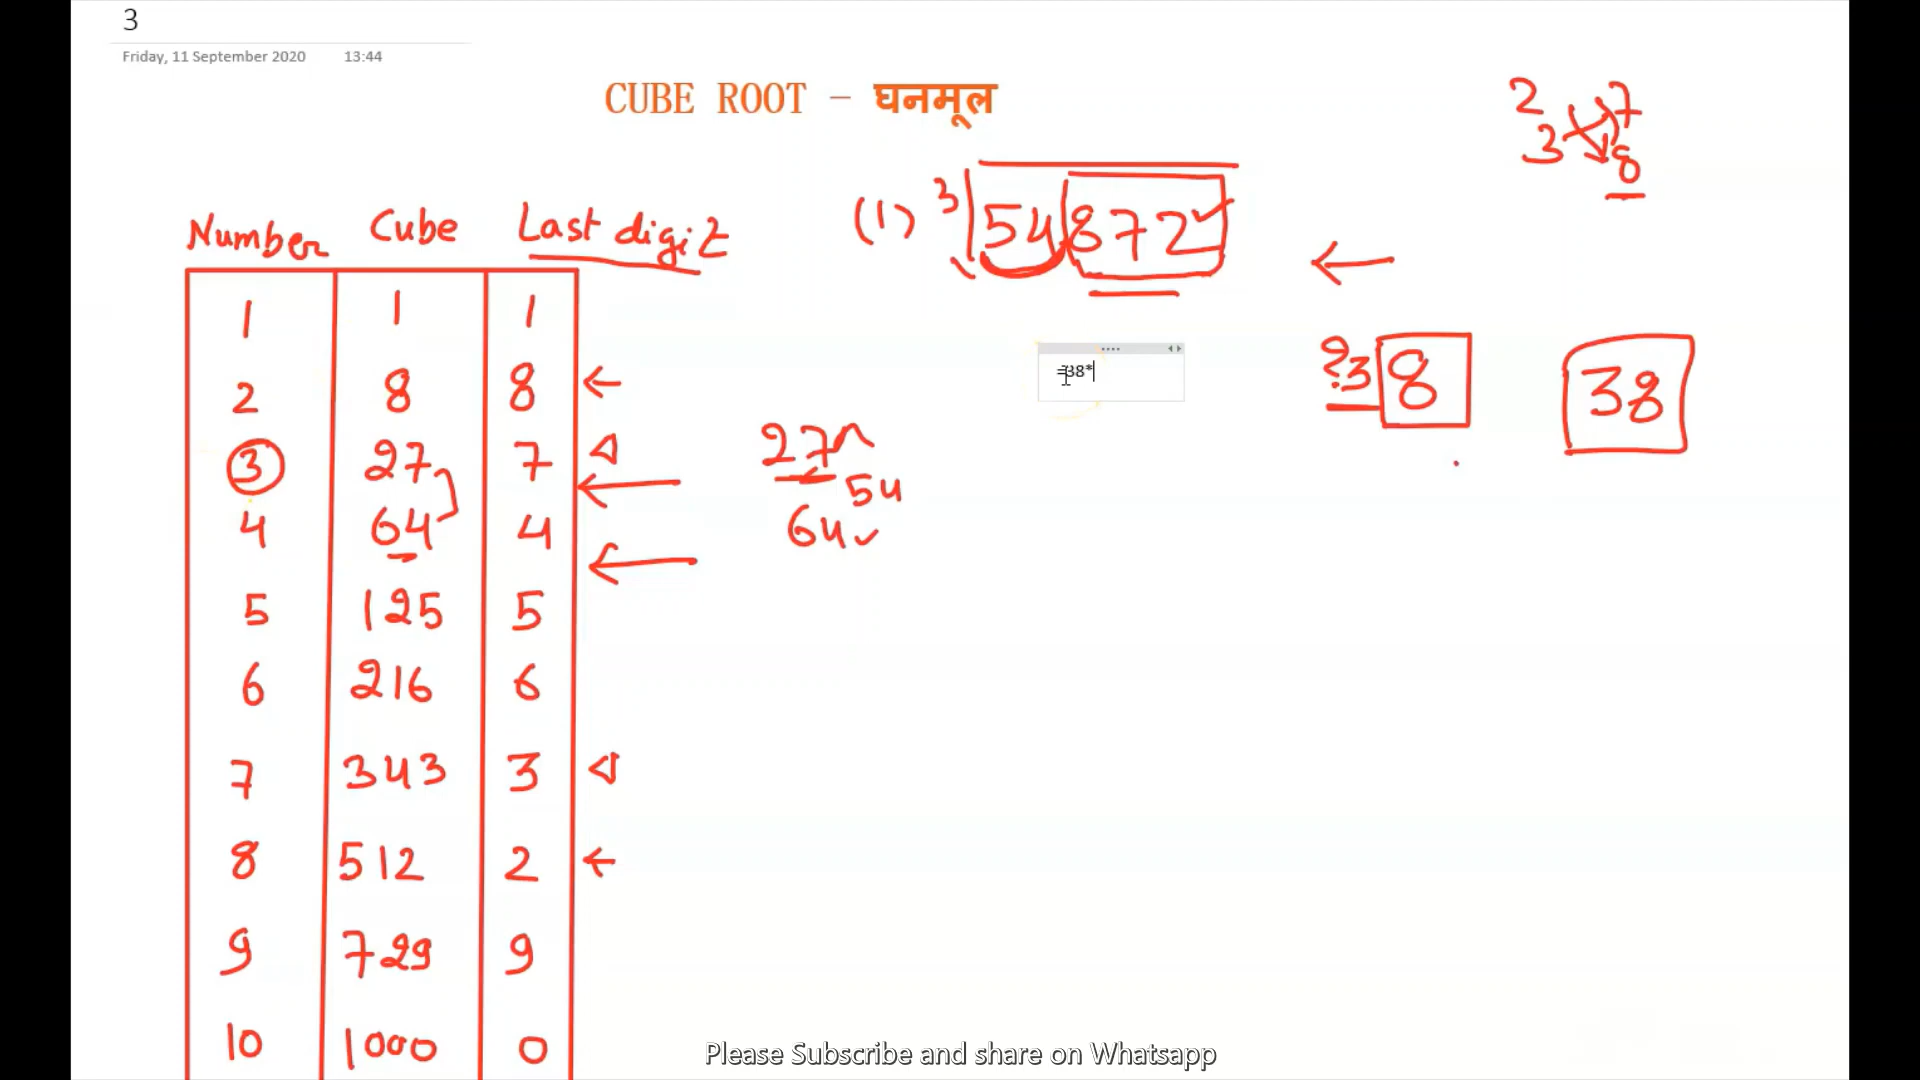 3
Friday, 11 September 2020 13:44
CUBE ROOT - घनमूल
2 7
3 8
(1) 3 54 872
Number Cube Last digit
1 1 1
=38*
?3 8 38
2 8 8
3 27 7
27
54
4 64 4
64
5 125 5
6 216 6
7 343 3
8 512 2
9 729 9
10 1000 0
Please Subscribe and share on Whatsapp